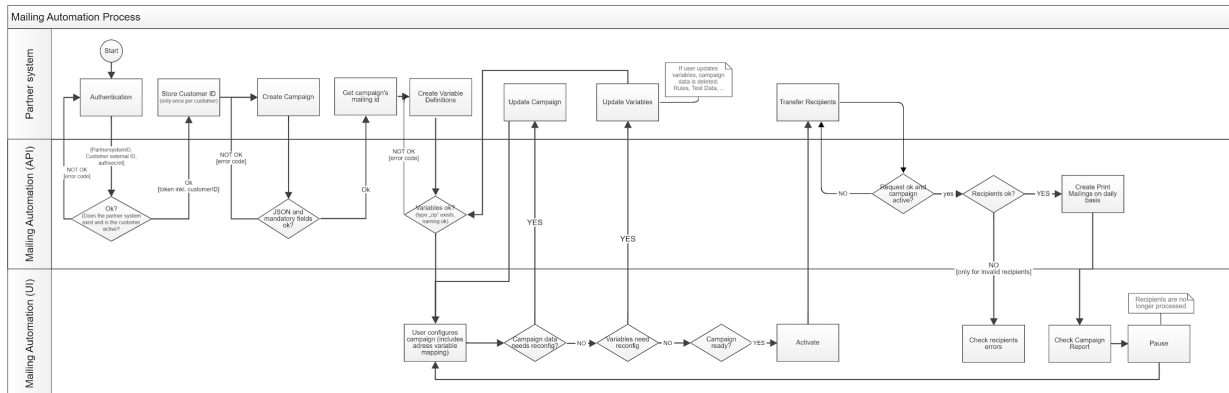 Mailing Automation Process
Partner system
Start
Authentication
Store Customer ID
(only once per customer)
Create Campaign
Get campaign's
mailing id
Create Variable
Definitions
Update Campaign
Update Variables
If user updates
variables, campaign
data is deleted:
Rules, Test Data, ...
Transfer Recipients
Mailing Automation (API)
[PartnersystemID,
Customer external ID,
authsecret]
NOT OK
[error code]
Ok
[token inkl. customerID]
NOT OK
[error code]
Ok
NOT OK
[error code]
Ok?
(Does the partner system
exist and is the customer
active?
JSON and
mandatory fields
ok?
Variables ok?
(type „zip" exists,
naming ok)
YES
YES
NO
Request ok and
campaign
active?
yes
Recipients ok?
YES
Create Print
Mailings on daily
basis
NO
[only for invalid recipients]
Mailing Automation (UI)
User configures
campaign (includes
adress variable
mapping)
Campaign data
needs reconfig?
NO
Variables need
reconfig
NO
Campaign
ready?
YES
Activate
Check recipients
errors
Check Campaign
Report
Recipients are no
longer processed
Pause